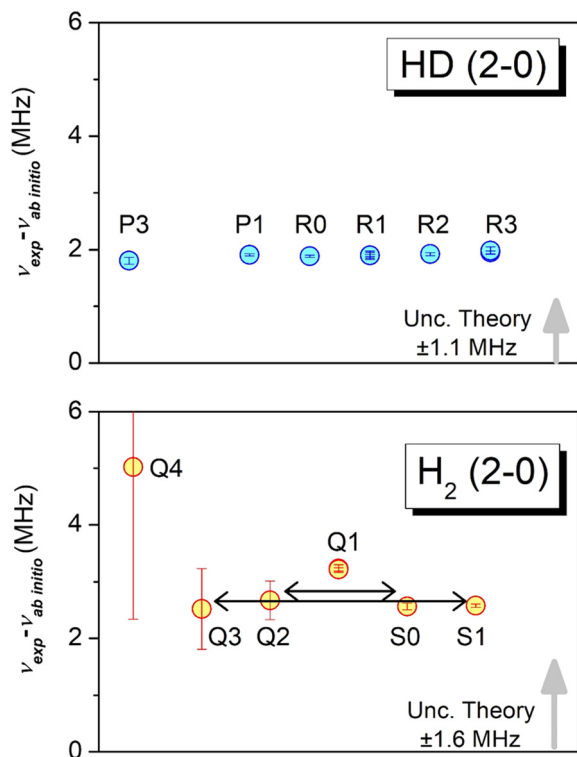 6
HD (2-0)
4
P3 P1 R0 R1 R2 R3
2
Unc. Theory
±1.1 MHz
0
ν_exp-ν_ab initio (MHz)
6
H₂ (2-0)
Q4
4
Q1
Q3 Q2 S0 S1
2
Unc. Theory
±1.6 MHz
0
ν_exp-ν_ab initio (MHz)